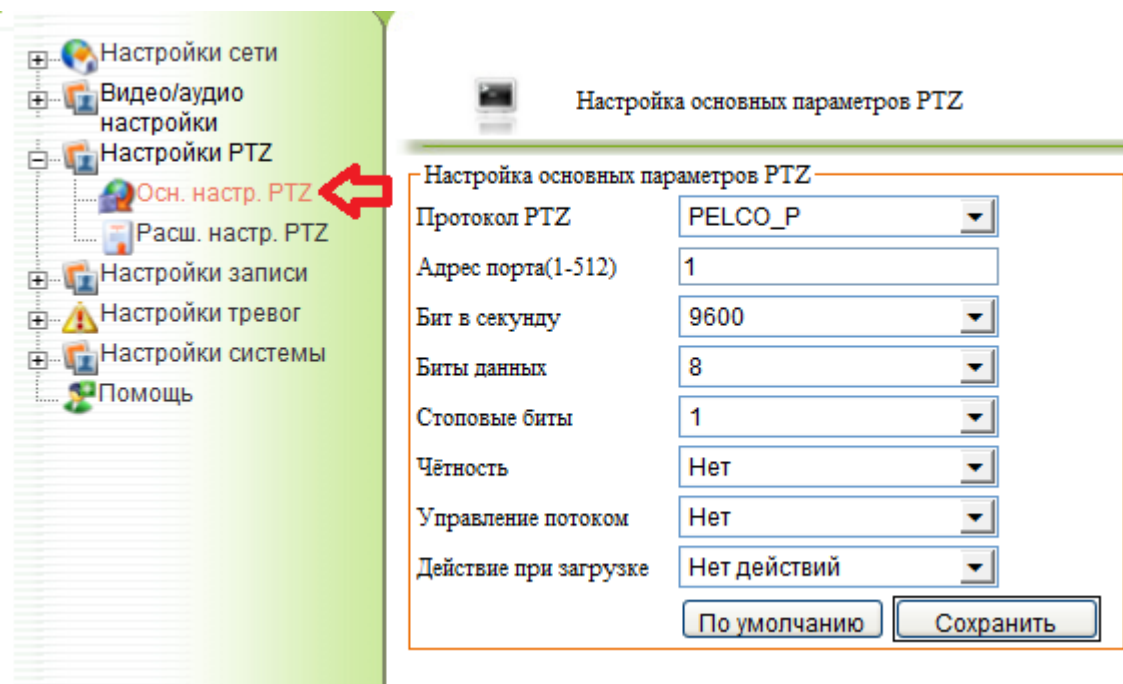 Настройки сети
Видео/аудио
настройки
Настройки PTZ
Осн. настр. PTZ
Расш. настр. PTZ
Настройки записи
Настройки тревог
Настройки системы
Помощь
Настройка основных параметров PTZ
Настройка основных параметров PTZ
Протокол PTZ PELCO_P
Адрес порта(1-512) 1
Бит в секунду 9600
Биты данных 8
Стоповые биты 1
Чётность Нет
Управление потоком Нет
Действие при загрузке Нет действий
По умолчанию Сохранить